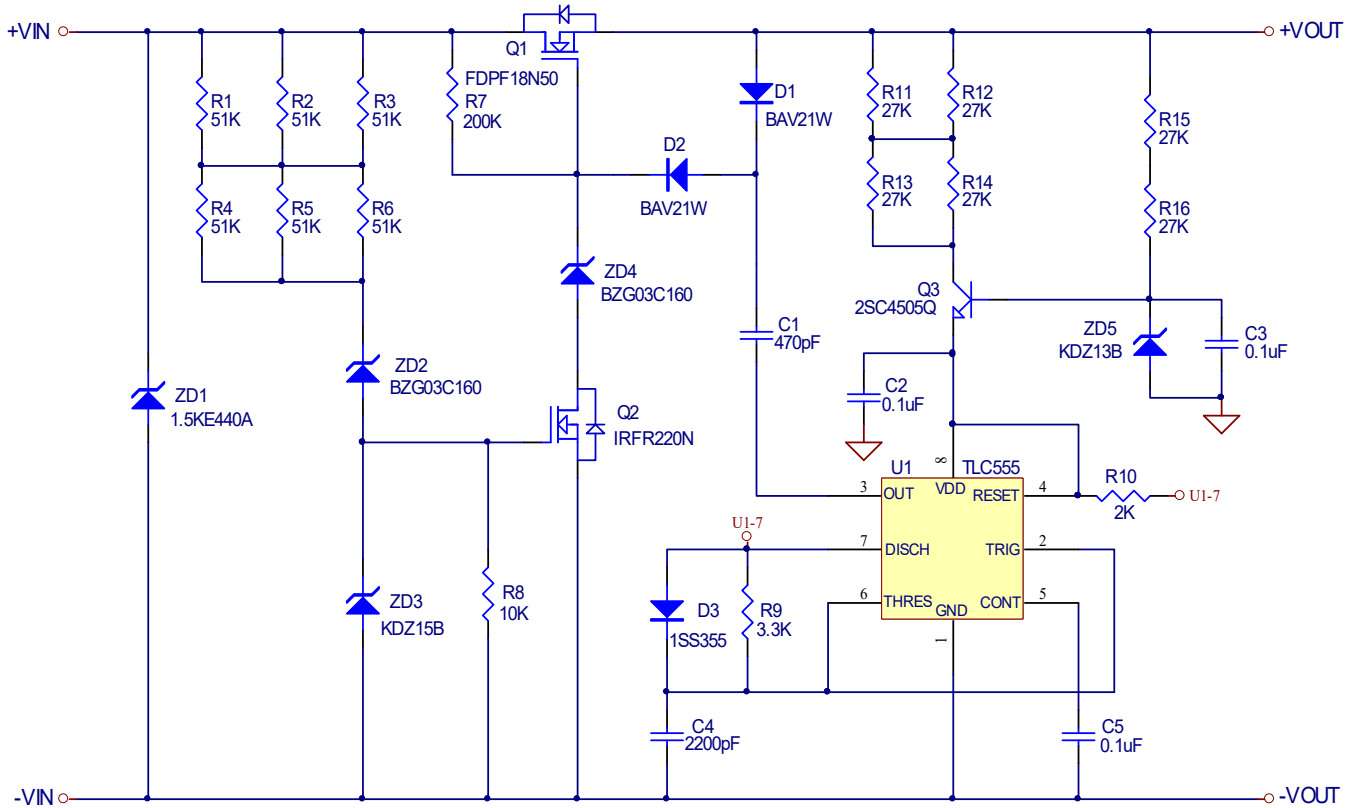 +VIN
+VOUT
Q1
FDPF18N50
R1
51K
R2
51K
R3
51K
R7
200K
D1
BAV21W
R11
27K
R12
27K
R15
27K
D2
BAV21W
R4
51K
R5
51K
R6
51K
R13
27K
R14
27K
R16
27K
ZD4
BZG03C160
Q3
2SC4505Q
C1
470pF
ZD5
KDZ13B
C3
0.1uF
ZD2
BZG03C160
ZD1
1.5KE440A
C2
0.1uF
Q2
IRFR220N
U1
TLC555
8
VDD
3
OUT
RESET
4
R10
2K
U1-7
U1-7
7
DISCH
TRIG
2
6
THRES
GND
CONT
5
1
ZD3
KDZ15B
R8
10K
D3
1SS355
R9
3.3K
C4
2200pF
C5
0.1uF
-VIN
-VOUT